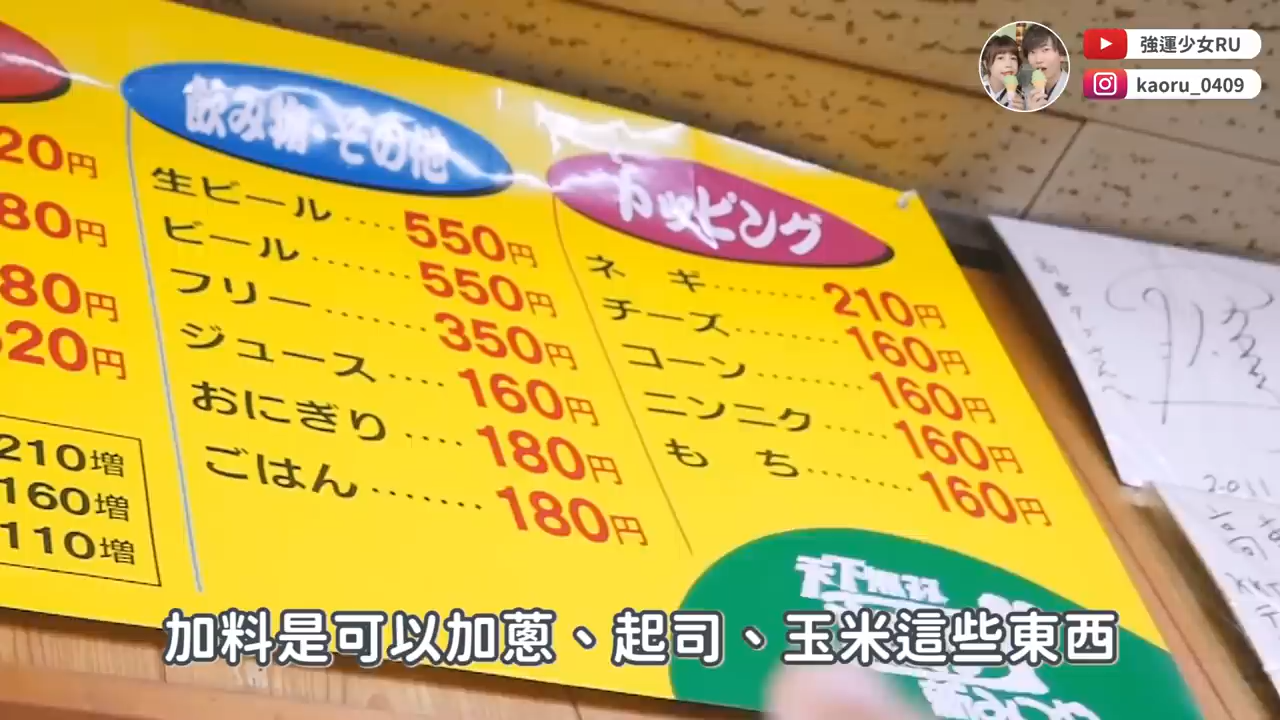 強運少女RU
kaoru_0409
20円
80円
80円
320円
210増
160増
110増
飲み物・その他
生ビール……550円
ビール……550円
フリー……350円
ジュース……160円
おにぎり……180円
ごはん……180円
トッピング
ネギ……210円
チーズ……160円
コーン……160円
ニンニク……160円
もち……160円
2011
加料是可以加蔥、起司、玉米這些東西